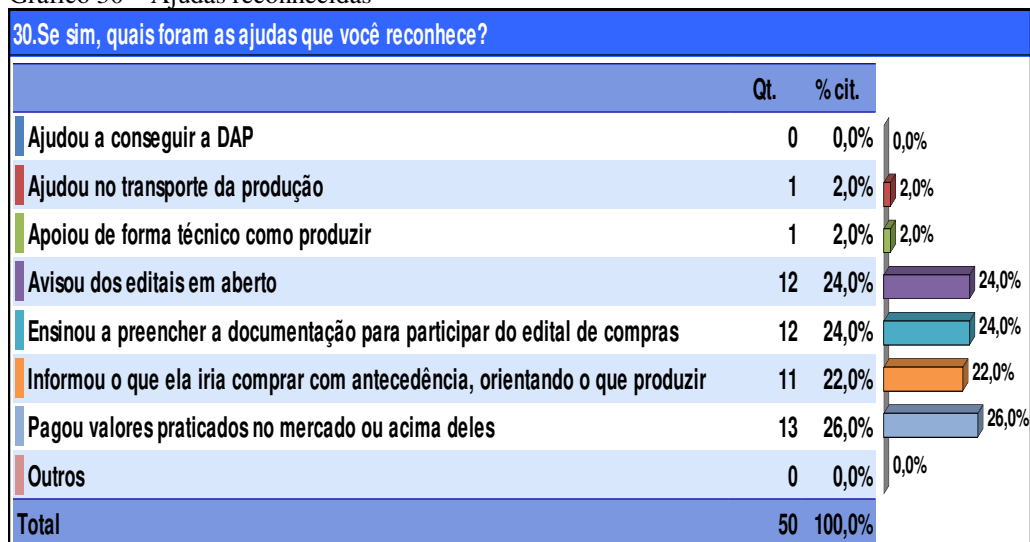 Gráfico 30 – Ajudas reconhecidas
30.Se sim, quais foram as ajudas que você reconhece?
Qt. % cit.
Ajudou a conseguir a DAP 0 0,0% 0,0%
Ajudou no transporte da produção 1 2,0% 2,0%
Apoiou de forma técnico como produzir 1 2,0% 2,0%
Avisou dos editais em aberto 12 24,0% 24,0%
Ensinou a preencher a documentação para participar do edital de compras 12 24,0% 24,0%
Informou o que ela iria comprar com antecedência, orientando o que produzir 11 22,0% 22,0%
Pagou valores praticados no mercado ou acima deles 13 26,0% 26,0%
Outros 0 0,0% 0,0%
Total 50 100,0%